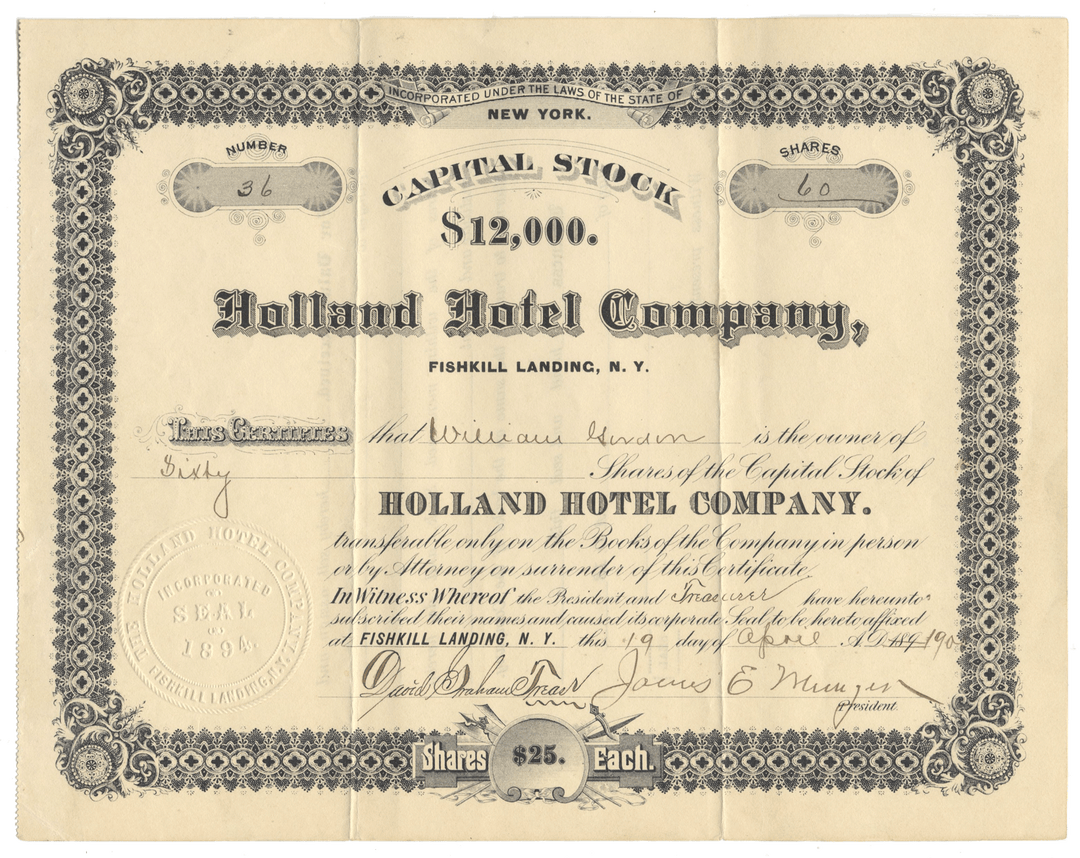 INCORPORATED UNDER THE LAWS OF THE STATE OF
NEW YORK.
NUMBER
36
SHARES
60
CAPITAL STOCK
$12,000.
Holland Hotel Company,
FISHKILL LANDING, N. Y.
THIS CERTIFIES that William Gordon is the owner of
Sixty Shares of the Capital Stock of
HOLLAND HOTEL COMPANY.
transferable only on the Books of the Company in person
or by Attorney on surrender of this Certificate
In Witness Whereof the President and Treasurer have hereunto
subscribed their names and caused its corporate Seal to be hereto affixed
at FISHKILL LANDING, N. Y. this 19 day of April A.D. 189 190
David Graham Treas
James E Munger
President.
THE HOLLAND HOTEL COMPANY
FISHKILL LANDING, N.Y.
INCORPORATED
SEAL
1894
Shares $25. Each.